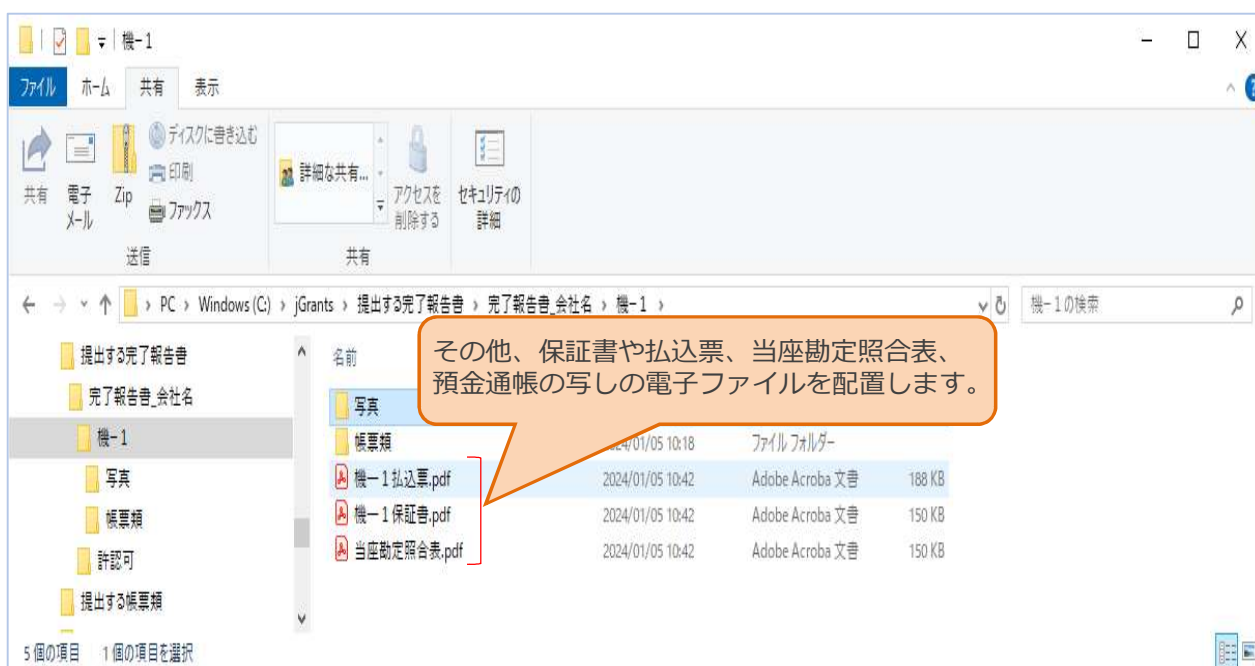 機-1
ファイル ホーム 共有 表示
共有
電子メール
Zip
ディスクに書き込む
印刷
ファックス
送信
詳細な共有...
アクセスを削除する
共有
セキュリティの詳細
PC › Windows (C:) › jGrants › 提出する完了報告書 › 完了報告書_会社名 › 機-1 ›
機-1の検索
提出する完了報告書
完了報告書_会社名
機-1
写真
帳票類
許認可
提出する帳票類
名前
その他、保証書や払込票、当座勘定照合表、
預金通帳の写しの電子ファイルを配置します。
写真
帳票類 2024/01/05 10:18 ファイル フォルダー
機ー1払込票.pdf 2024/01/05 10:42 Adobe Acroba 文書 188 KB
機ー1保証書.pdf 2024/01/05 10:42 Adobe Acroba 文書 150 KB
当座勘定照合表.pdf 2024/01/05 10:42 Adobe Acroba 文書 150 KB
5 個の項目 1 個の項目を選択